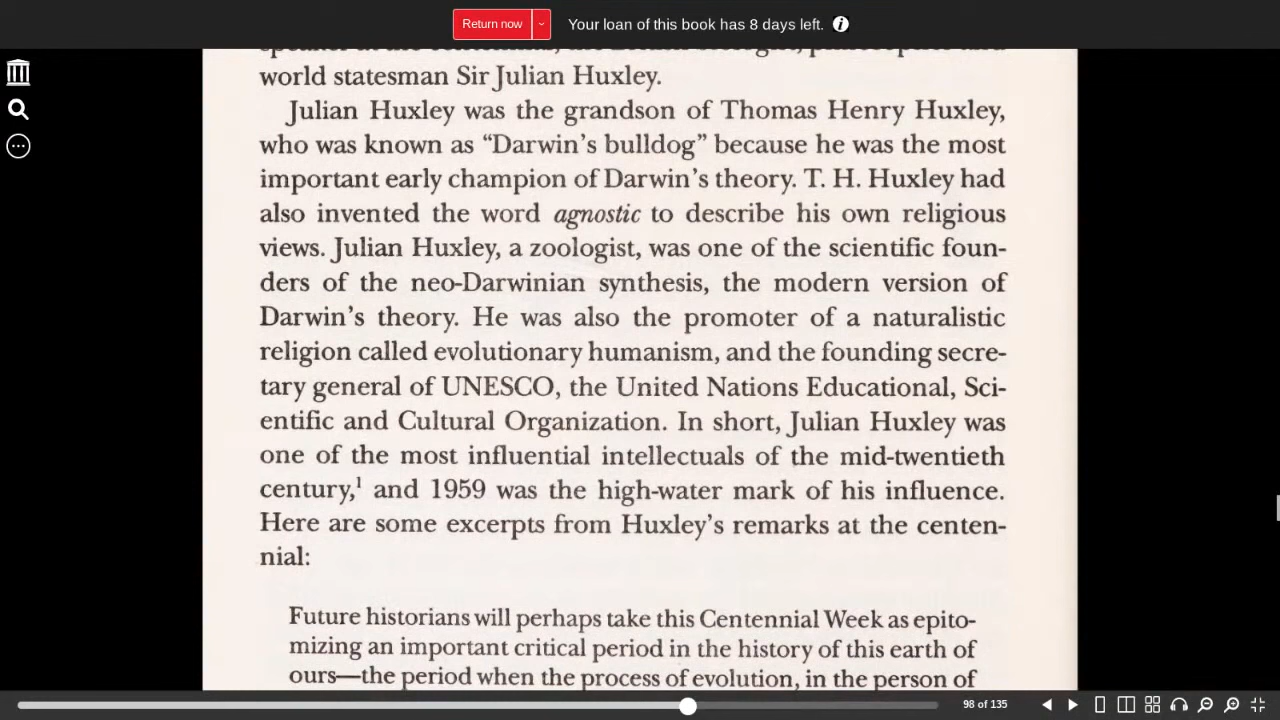 Return now
Your loan of this book has 8 days left.
world statesman Sir Julian Huxley.
Julian Huxley was the grandson of Thomas Henry Huxley,
who was known as “Darwin’s bulldog” because he was the most
important early champion of Darwin’s theory. T. H. Huxley had
also invented the word agnostic to describe his own religious
views. Julian Huxley, a zoologist, was one of the scientific foun-
ders of the neo-Darwinian synthesis, the modern version of
Darwin’s theory. He was also the promoter of a naturalistic
religion called evolutionary humanism, and the founding secre-
tary general of UNESCO, the United Nations Educational, Sci-
entific and Cultural Organization. In short, Julian Huxley was
one of the most influential intellectuals of the mid-twentieth
century,¹ and 1959 was the high-water mark of his influence.
Here are some excerpts from Huxley’s remarks at the centen-
nial:
Future historians will perhaps take this Centennial Week as epito-
mizing an important critical period in the history of this earth of
ours—the period when the process of evolution, in the person of
98 of 135